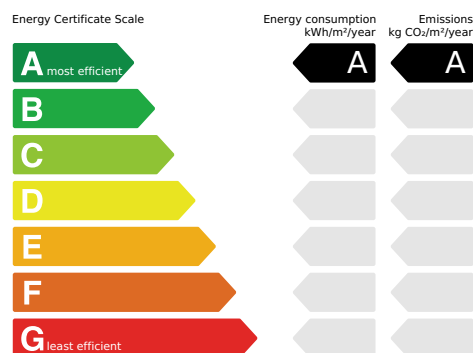 Energy Certificate Scale
Energy consumption
kWh/m²/year
Emissions
kg CO₂/m²/year
A most efficient
A
A
B
C
D
E
F
G least efficient